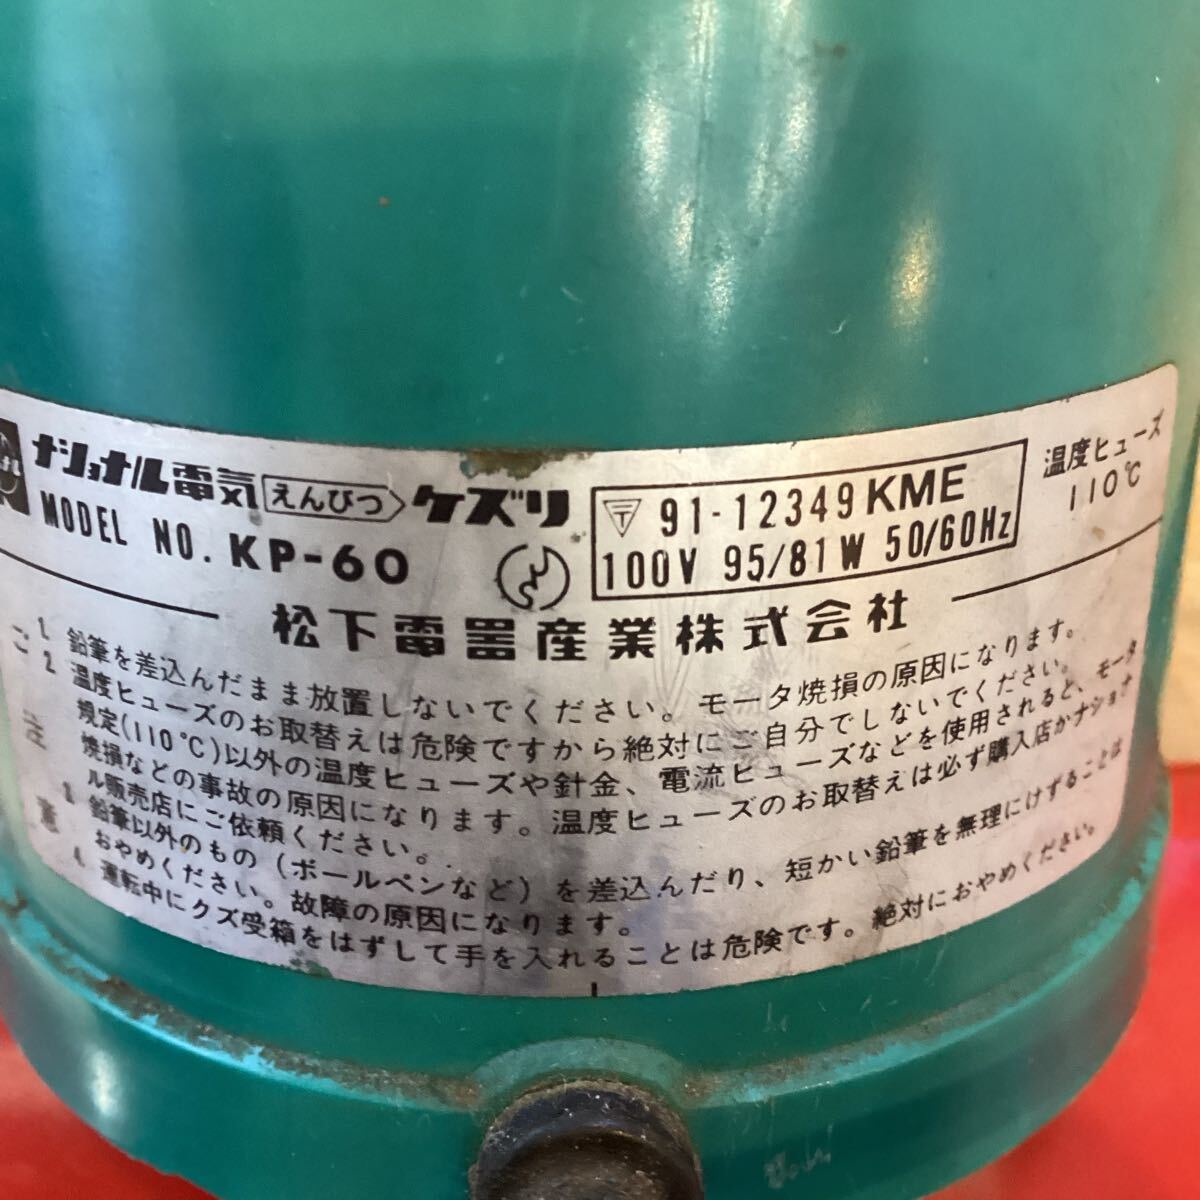 ナショナル電気えんぴつケズリ
MODEL NO. KP-60
〒 91-12349 KME
100V 95/81W 50/60Hz
温度ヒューズ
110℃
松下電器産業株式会社
ご注意
1. 鉛筆を差込んだまま放置しないでください。モータ焼損の原因になります。
2. 温度ヒューズのお取替えは危険ですから絶対にご自分でしないでください。
規定(110℃)以外の温度ヒューズや針金、電流ヒューズなどを使用されると、モータ
焼損などの事故の原因になります。温度ヒューズのお取替えは必ず購入店かナショナ
ル販売店にご依頼ください。
3. 鉛筆以外のもの(ボールペンなど)を差込んだり、短かい鉛筆を無理にけずることは
おやめください。故障の原因になります。
4. 運転中にクズ受箱をはずして手を入れることは危険です。絶対におやめください。